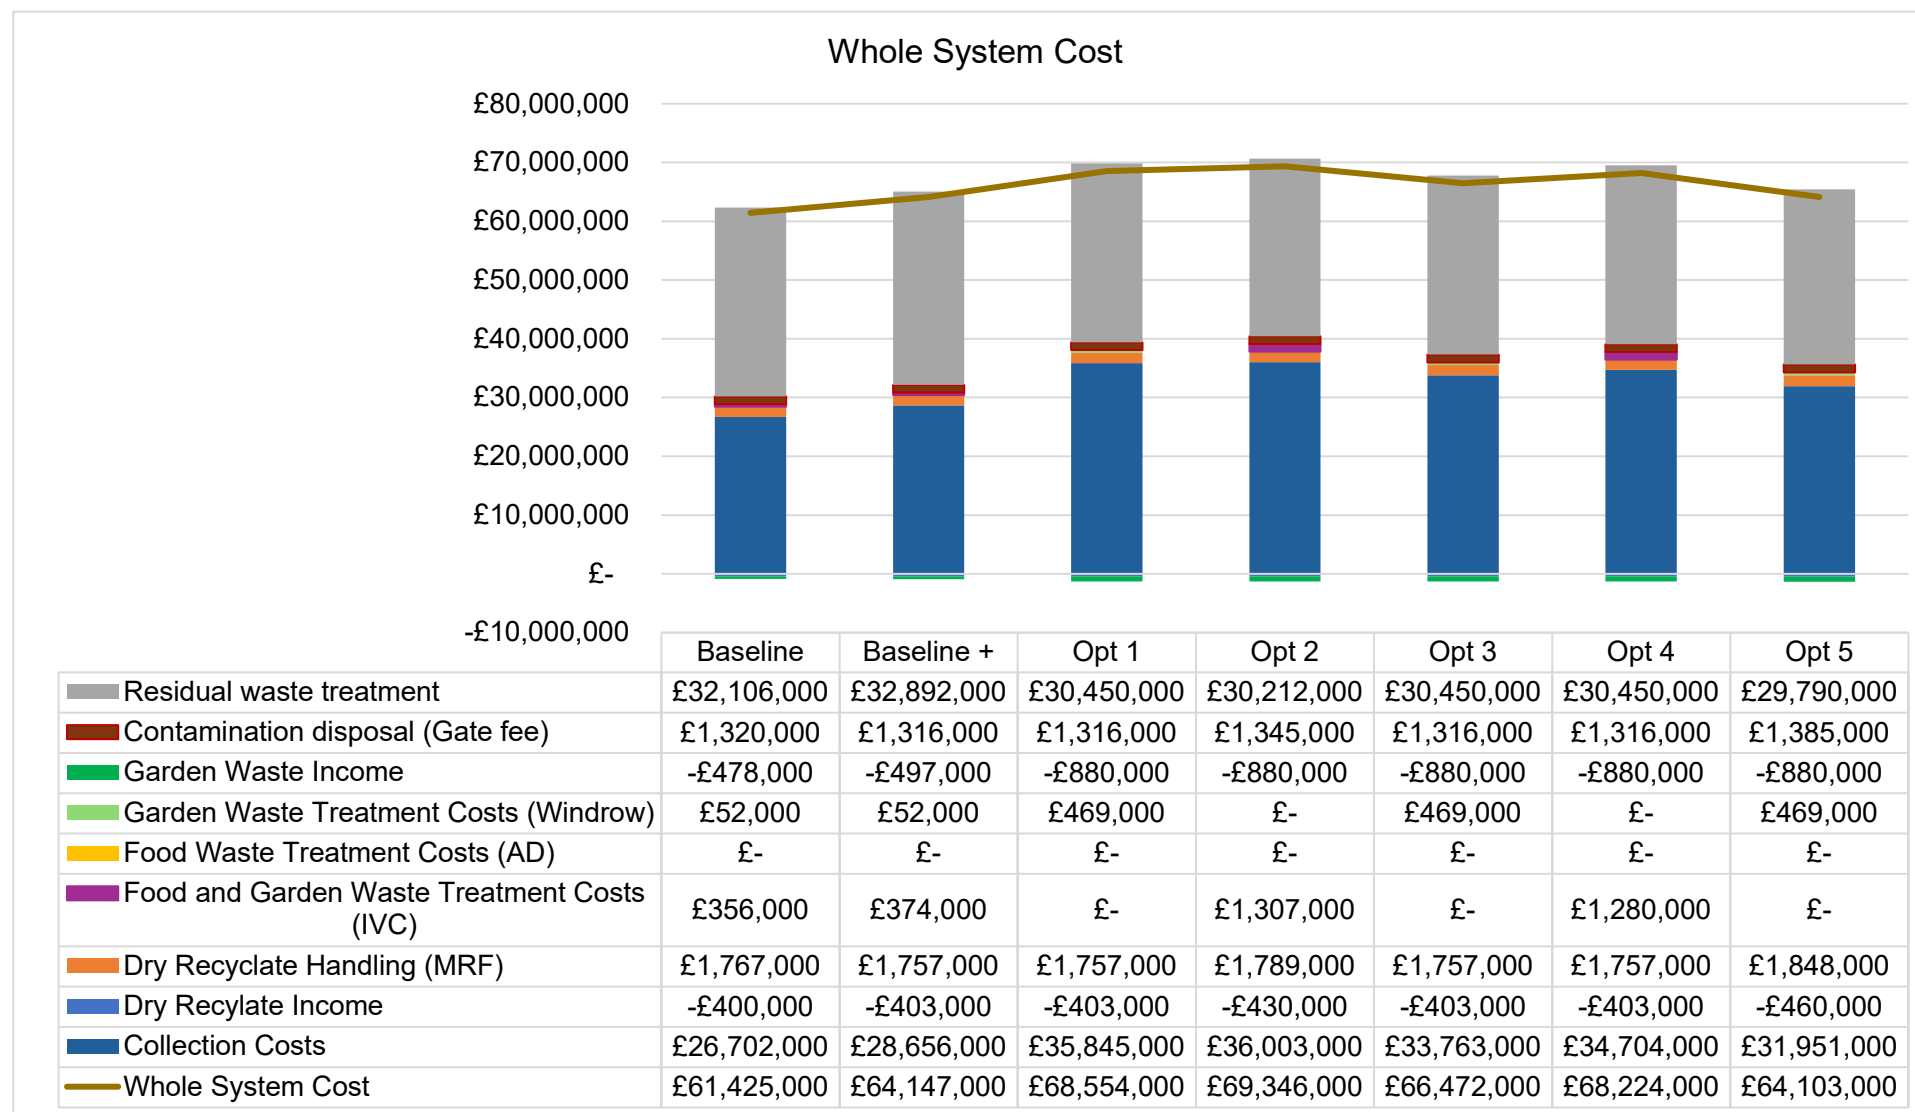 Whole System Cost
£80,000,000
£70,000,000
£60,000,000
£50,000,000
£40,000,000
£30,000,000
£20,000,000
£10,000,000
£-
-£10,000,000
Baseline Baseline + Opt 1 Opt 2 Opt 3 Opt 4 Opt 5
Residual waste treatment £32,106,000 £32,892,000 £30,450,000 £30,212,000 £30,450,000 £30,450,000 £29,790,000
Contamination disposal (Gate fee) £1,320,000 £1,316,000 £1,316,000 £1,345,000 £1,316,000 £1,316,000 £1,385,000
Garden Waste Income -£478,000 -£497,000 -£880,000 -£880,000 -£880,000 -£880,000 -£880,000
Garden Waste Treatment Costs (Windrow) £52,000 £52,000 £469,000 £- £469,000 £- £469,000
Food Waste Treatment Costs (AD) £- £- £- £- £- £- £-
Food and Garden Waste Treatment Costs
(IVC) £356,000 £374,000 £- £1,307,000 £- £1,280,000 £-
Dry Recyclate Handling (MRF) £1,767,000 £1,757,000 £1,757,000 £1,789,000 £1,757,000 £1,757,000 £1,848,000
Dry Recylate Income -£400,000 -£403,000 -£403,000 -£430,000 -£403,000 -£403,000 -£460,000
Collection Costs £26,702,000 £28,656,000 £35,845,000 £36,003,000 £33,763,000 £34,704,000 £31,951,000
Whole System Cost £61,425,000 £64,147,000 £68,554,000 £69,346,000 £66,472,000 £68,224,000 £64,103,000